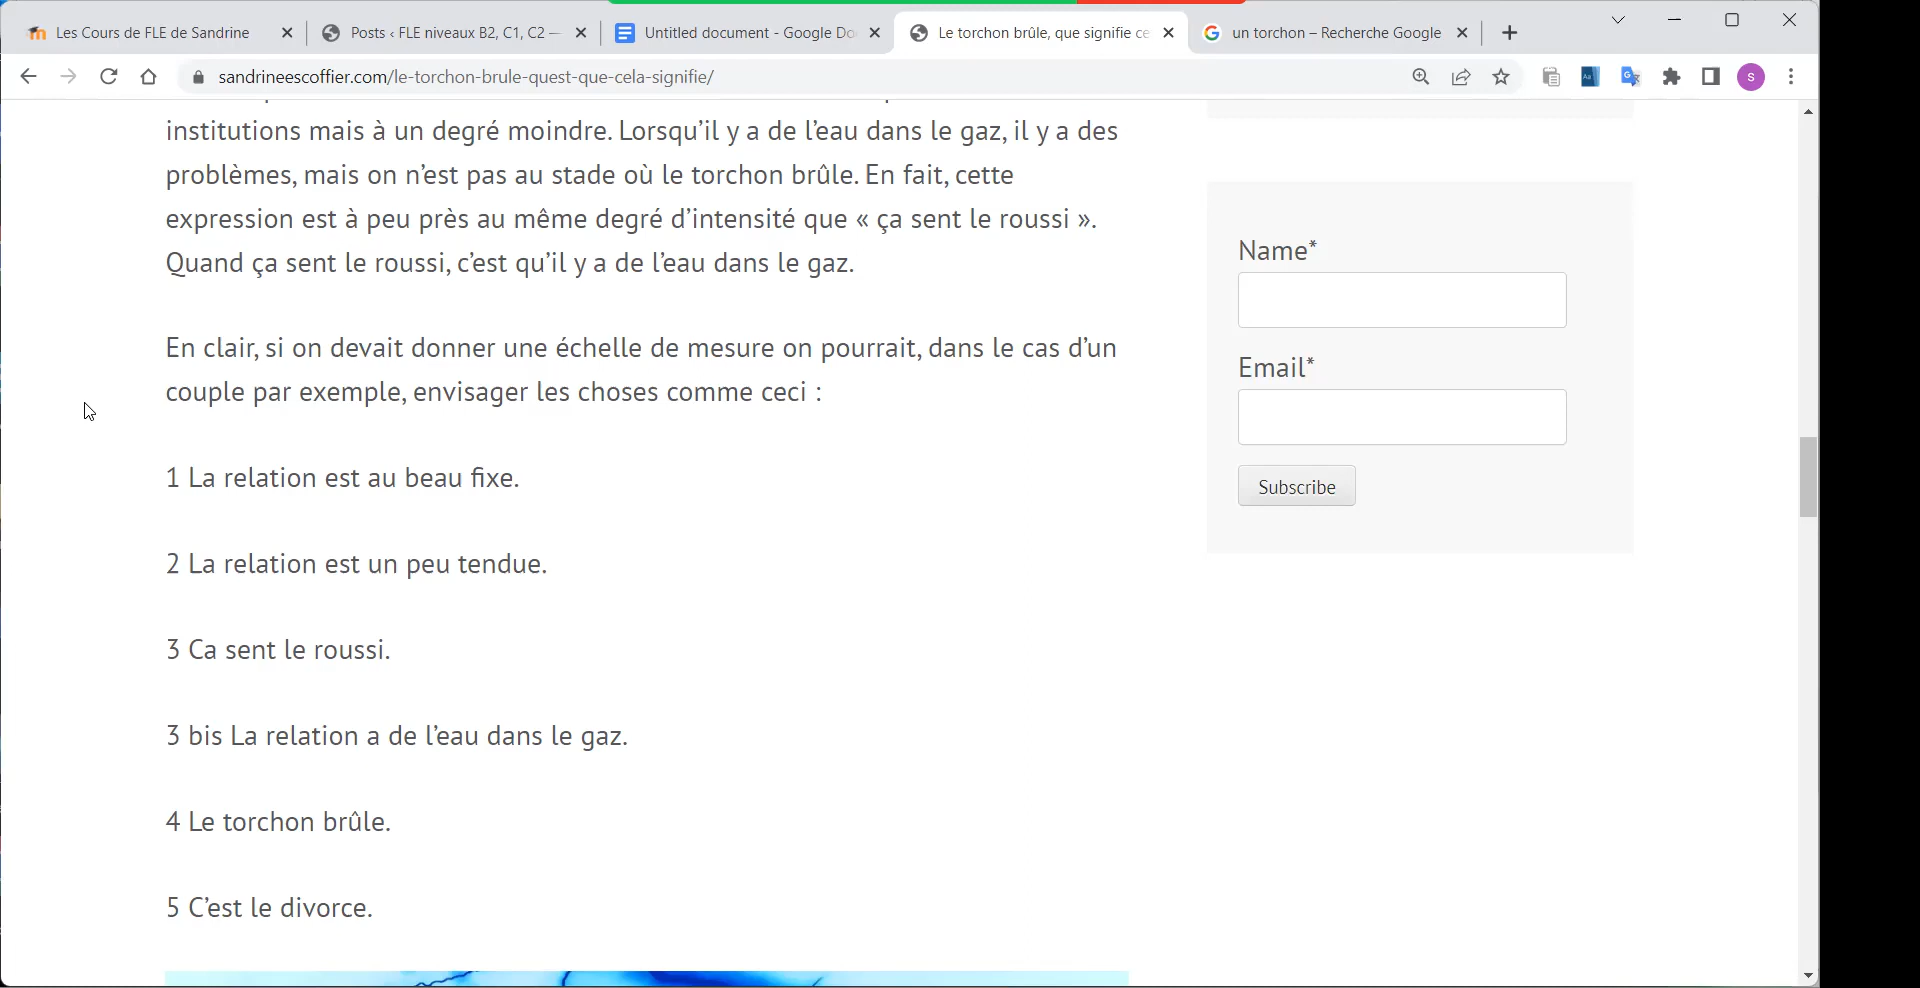 Les Cours de FLE de Sandrine
Posts ‹ FLE niveaux B2, C1, C2 —
Untitled document - Google Do
Le torchon brûle, que signifie ce
un torchon – Recherche Google
sandrineescoffier.com/le-torchon-brule-quest-que-cela-signifie/
S
institutions mais à un degré moindre. Lorsqu’il y a de l’eau dans le gaz, il y a des
problèmes, mais on n’est pas au stade où le torchon brûle. En fait, cette
expression est à peu près au même degré d’intensité que « ça sent le roussi ».
Quand ça sent le roussi, c’est qu’il y a de l’eau dans le gaz.
En clair, si on devait donner une échelle de mesure on pourrait, dans le cas d’un
couple par exemple, envisager les choses comme ceci :
1 La relation est au beau fixe.
2 La relation est un peu tendue.
3 Ca sent le roussi.
3 bis La relation a de l’eau dans le gaz.
4 Le torchon brûle.
5 C’est le divorce.
Name*
Email*
Subscribe